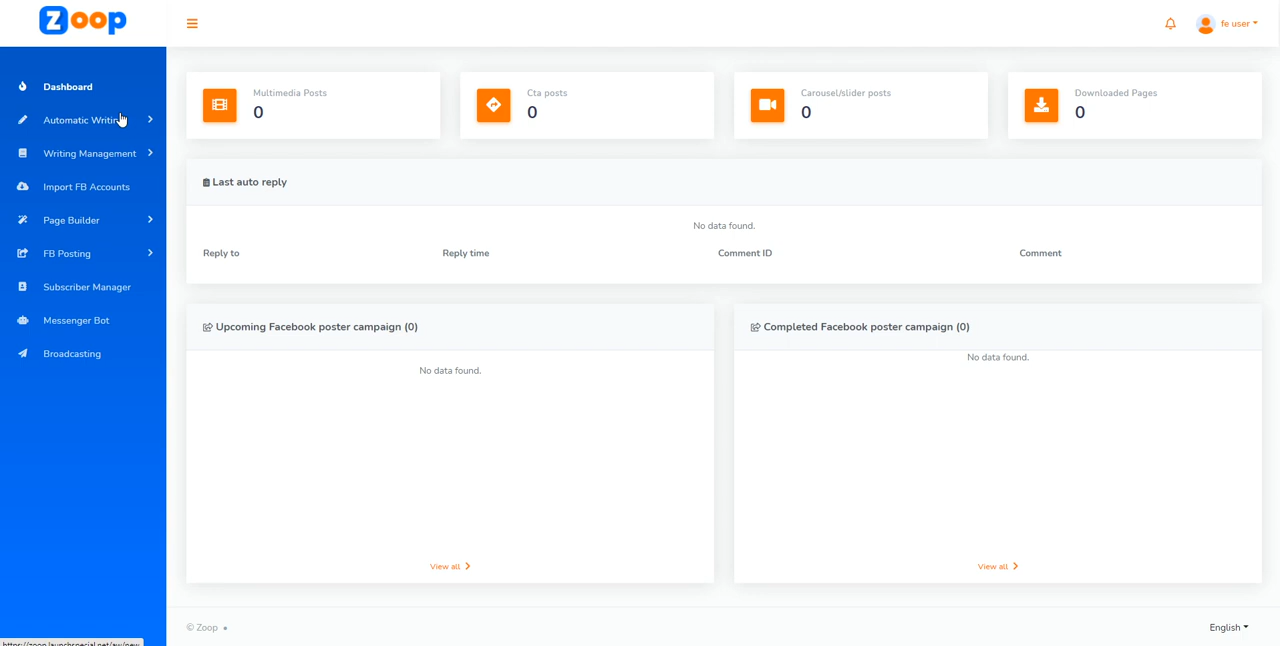 Zoop
fe user
Dashboard
Automatic Writin
Writing Management
Import FB Accounts
Page Builder
FB Posting
Subscriber Manager
Messenger Bot
Broadcasting
Multimedia Posts
0
Cta posts
0
Carousel/slider posts
0
Downloaded Pages
0
Last auto reply
No data found.
Reply to Reply time Comment ID Comment
Upcoming Facebook poster campaign (0)
No data found.
View all
Completed Facebook poster campaign (0)
No data found.
View all
© Zoop •
English